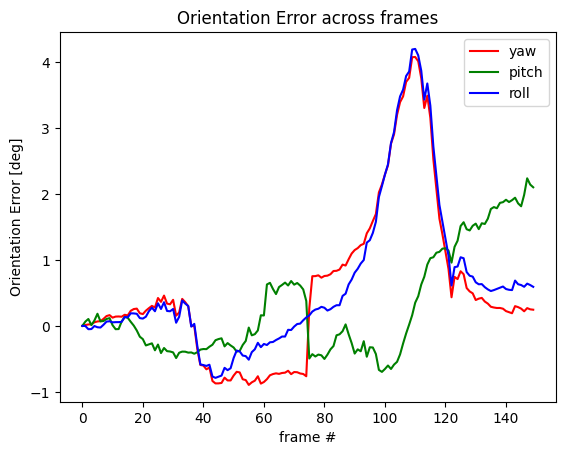 Orientation Error across frames
yaw
pitch
roll
Orientation Error [deg]
4
3
2
1
0
−1
0 20 40 60 80 100 120 140
frame #